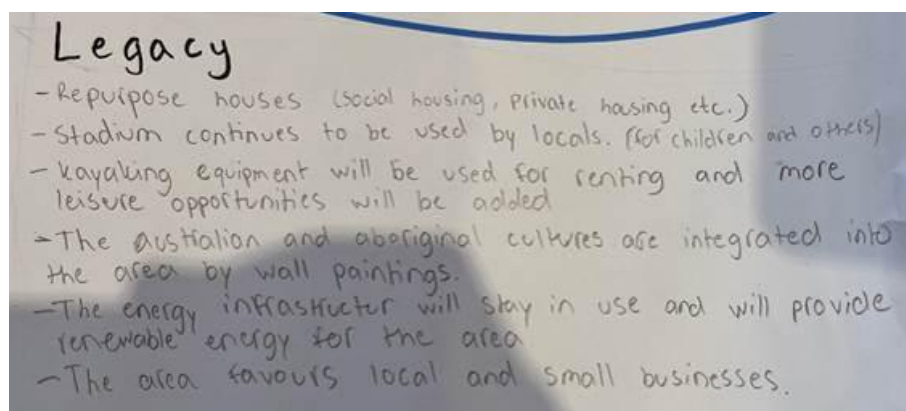 Legacy
- Repurpose houses (social housing, private housing etc.)
- Stadium continues to be used by locals. (for children and others)
- kayaking equipment will be used for renting and more
leisure opportunities will be added
- The australian and aboriginal cultures are integrated into
the area by wall paintings.
- The energy infrastructer will stay in use and will provide
renewable energy for the area
- The area favours local and small businesses.